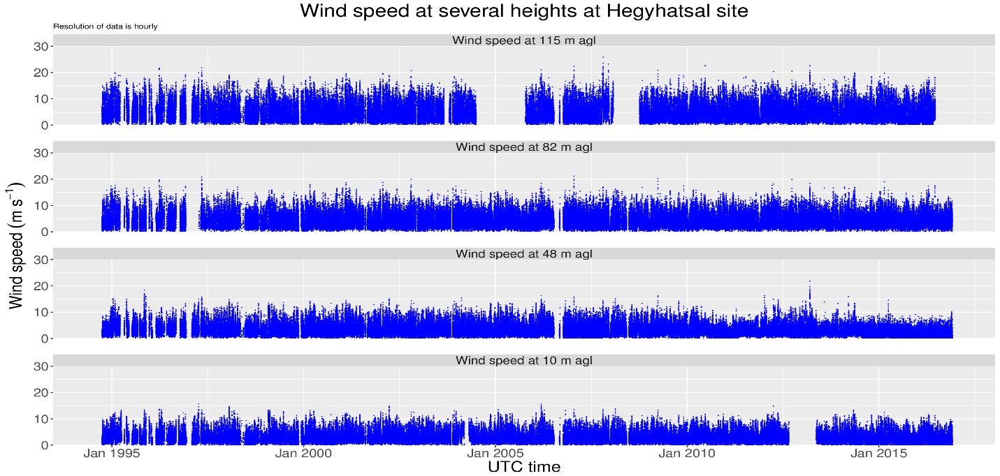 Wind speed at several heights at Hegyhatsal site
Resolution of data is hourly
Wind speed at 115 m agl
30
20
10
0
Wind speed at 82 m agl
30
20
10
0
Wind speed at 48 m agl
30
20
10
0
Wind speed at 10 m agl
30
20
10
0
Wind speed (m s⁻¹)
Jan 1995 Jan 2000 Jan 2005 Jan 2010 Jan 2015
UTC time